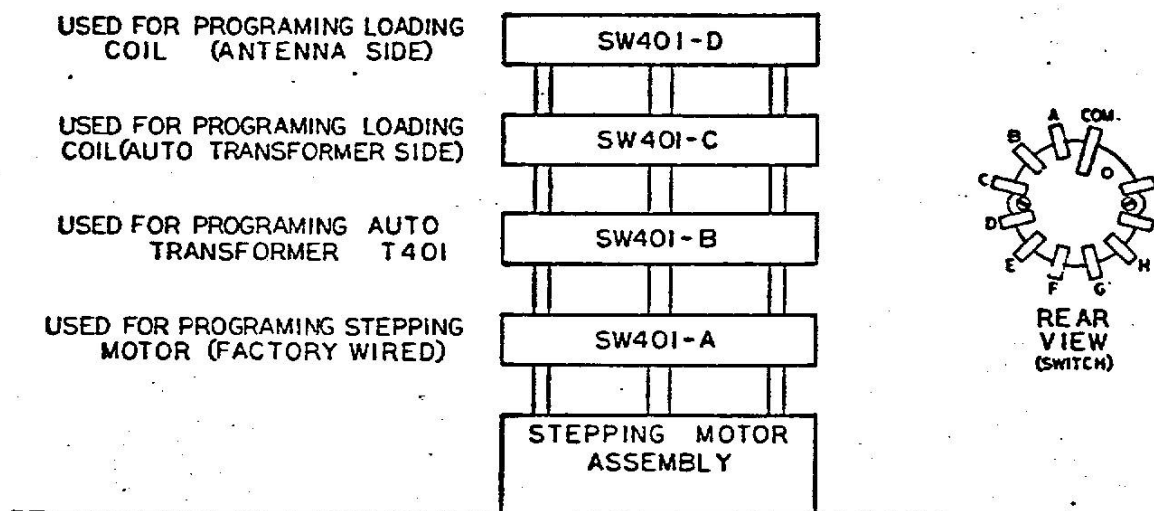 USED FOR PROGRAMING LOADING
COIL (ANTENNA SIDE)
SW401-D
USED FOR PROGRAMING LOADING
COIL(AUTO TRANSFORMER SIDE)
SW401-C
USED FOR PROGRAMING AUTO
TRANSFORMER T401
SW401-B
USED FOR PROGRAMING STEPPING
MOTOR (FACTORY WIRED)
SW401-A
STEPPING MOTOR
ASSEMBLY
A COM.
B
C
O
D
E
F
G
H
REAR
VIEW
(SWITCH)